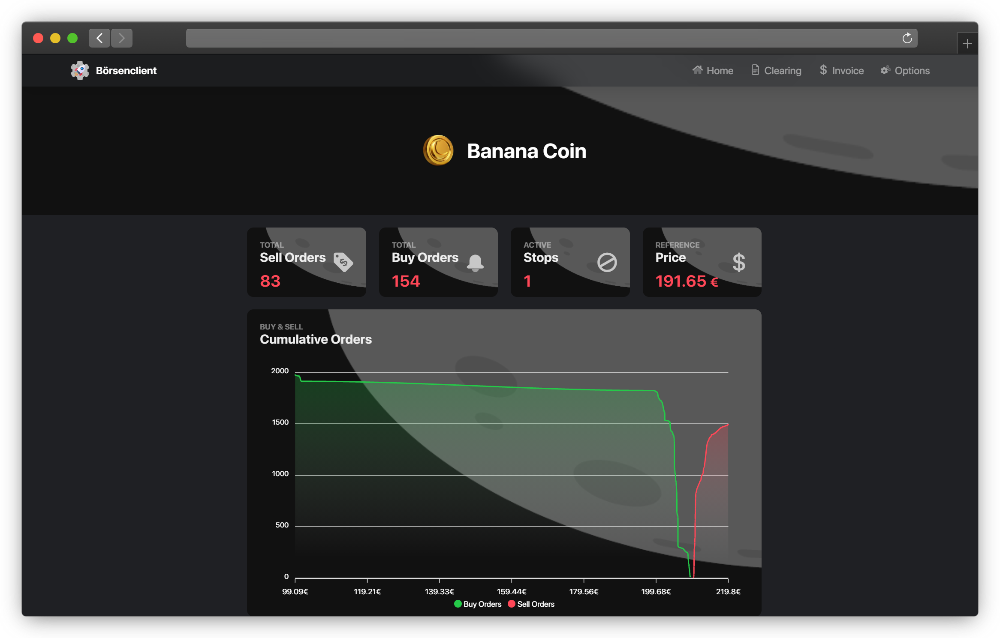 Börsenclient
Home
Clearing
$ Invoice
Options
Banana Coin
TOTAL
Sell Orders
$
83
TOTAL
Buy Orders
154
ACTIVE
Stops
1
REFERENCE
Price
$
191.65 €
BUY & SELL
Cumulative Orders
2000
1500
1000
500
0
99.09€ 119.21€ 139.33€ 159.44€ 179.56€ 199.68€ 219.8€
Buy Orders Sell Orders